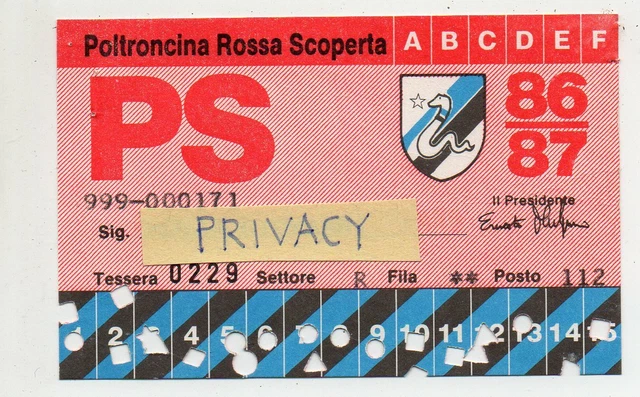 Poltroncina Rossa Scoperta A B C D E F
PS
86
87
999-000171
Il Presidente
Sig. PRIVACY
Tessera 0229 Settore R Fila ** Posto 112
1 2 3 4 5 6 7 8 9 10 11 12 13 14 15